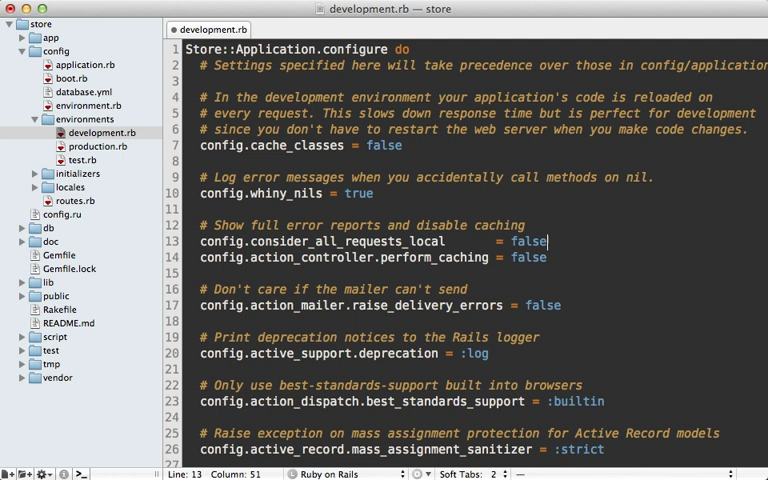 development.rb — store
store
app
config
application.rb
boot.rb
database.yml
environment.rb
environments
development.rb
production.rb
test.rb
initializers
locales
routes.rb
config.ru
db
doc
Gemfile
Gemfile.lock
lib
public
Rakefile
README.md
script
test
tmp
vendor
development.rb
1 Store::Application.configure do
2 # Settings specified here will take precedence over those in config/application
3
4 # In the development environment your application's code is reloaded on
5 # every request. This slows down response time but is perfect for development
6 # since you don't have to restart the web server when you make code changes.
7 config.cache_classes = false
8
9 # Log error messages when you accidentally call methods on nil.
10 config.whiny_nils = true
11
12 # Show full error reports and disable caching
13 config.consider_all_requests_local       = false
14 config.action_controller.perform_caching = false
15
16 # Don't care if the mailer can't send
17 config.action_mailer.raise_delivery_errors = false
18
19 # Print deprecation notices to the Rails logger
20 config.active_support.deprecation = :log
21
22 # Only use best-standards-support built into browsers
23 config.action_dispatch.best_standards_support = :builtin
24
25 # Raise exception on mass assignment protection for Active Record models
26 config.active_record.mass_assignment_sanitizer = :strict
27
Line: 13 Column: 51 Ruby on Rails Soft Tabs: 2 —